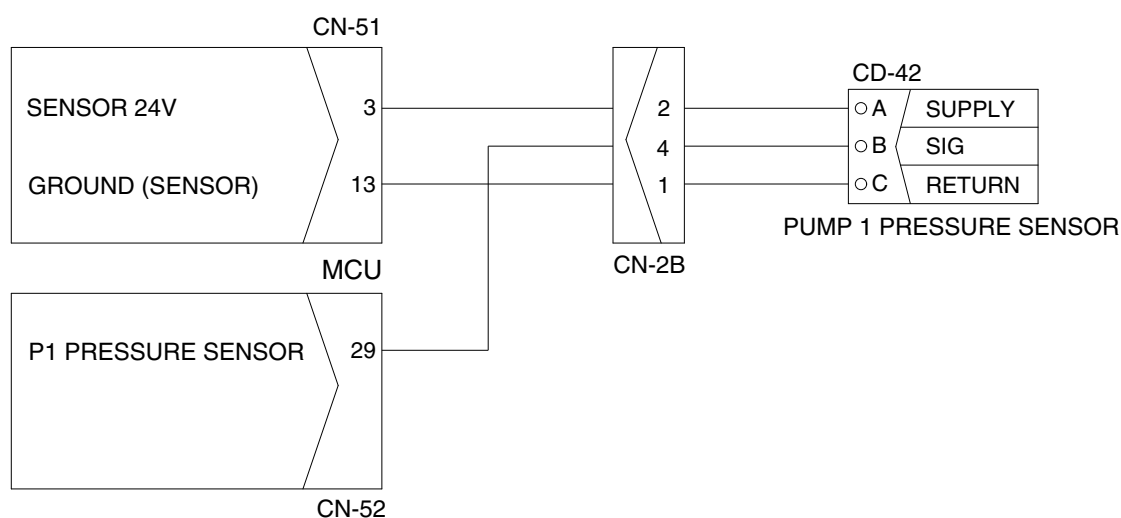 CN-51
SENSOR 24V 3
GROUND (SENSOR) 13
MCU
P1 PRESSURE SENSOR 29
CN-52
2
4
1
CN-2B
CD-42
A SUPPLY
B SIG
C RETURN
PUMP 1 PRESSURE SENSOR